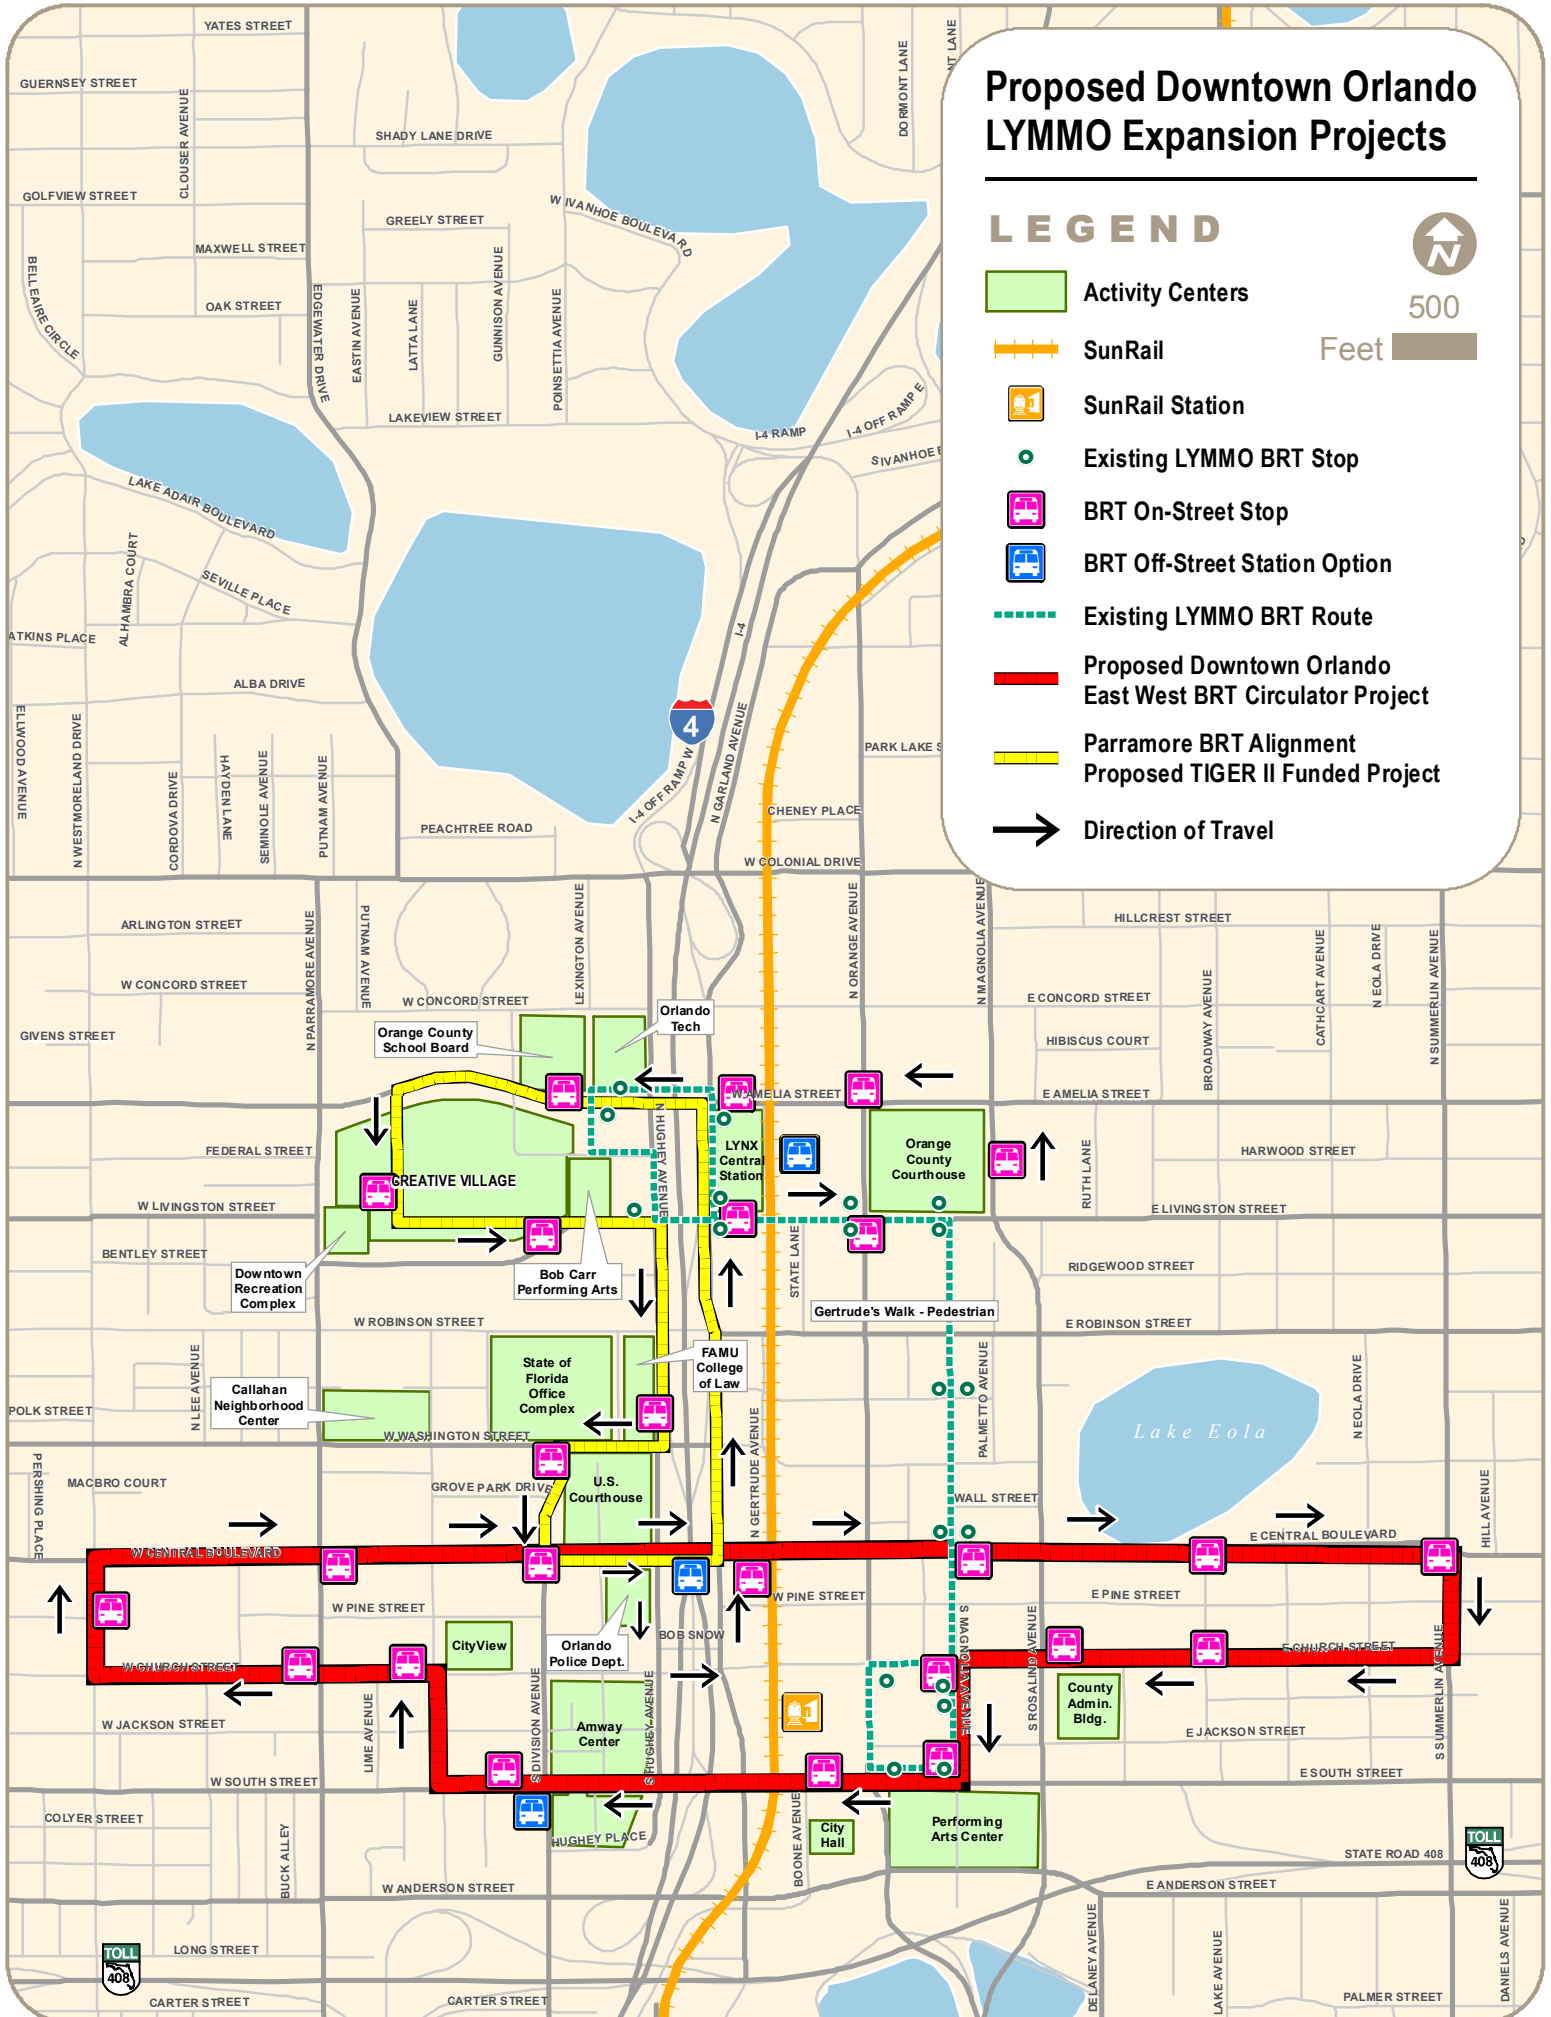 Proposed Downtown Orlando
LYMMO Expansion Projects
LEGEND
N
500
Feet
Activity Centers
SunRail
SunRail Station
Existing LYMMO BRT Stop
BRT On-Street Stop
BRT Off-Street Station Option
Existing LYMMO BRT Route
Proposed Downtown Orlando
East West BRT Circulator Project
Parramore BRT Alignment
Proposed TIGER II Funded Project
Direction of Travel
YATES STREET
GUERNSEY STREET
CLOUSER AVENUE
SHADY LANE DRIVE
DORMONT LANE
NT LANE
GOLFVIEW STREET
GREELY STREET
W IVANHOE BOULEVARD
MAXWELL STREET
BELLEAIRE CIRCLE
OAK STREET
EDGEWATER DRIVE
EASTIN AVENUE
LATTA LANE
GUNNISON AVENUE
POINSETTIA AVENUE
LAKEVIEW STREET
I-4 RAMP
I-4 OFF RAMP E
S IVANHOE
LAKE ADAIR BOULEVARD
ALHAMBRA COURT
SEVILLE PLACE
ATKINS PLACE
ALBA DRIVE
I-4
4
ELLWOOD AVENUE
N WESTMORELAND DRIVE
CORDOVA DRIVE
HAYDEN LANE
SEMINOLE AVENUE
PUTNAM AVENUE
PEACHTREE ROAD
I-4 OFF RAMP W
N GARLAND AVENUE
PARK LAKE S
CHENEY PLACE
W COLONIAL DRIVE
ARLINGTON STREET
N PARRAMORE AVENUE
PUTNAM AVENUE
LEXINGTON AVENUE
N ORANGE AVENUE
N MAGNOLIA AVENUE
HILLCREST STREET
CATHCART AVENUE
N EOLA DRIVE
N SUMMERLIN AVENUE
BROADWAY AVENUE
W CONCORD STREET
W CONCORD STREET
E CONCORD STREET
GIVENS STREET
Orange County
School Board
Orlando
Tech
HIBISCUS COURT
W AMELIA STREET
E AMELIA STREET
N HUGHEY AVENUE
LYNX
Central
Station
Orange
County
Courthouse
RUTH LANE
HARWOOD STREET
FEDERAL STREET
CREATIVE VILLAGE
W LIVINGSTON STREET
E LIVINGSTON STREET
BENTLEY STREET
Downtown
Recreation
Complex
Bob Carr
Performing Arts
STATE LANE
RIDGEWOOD STREET
Gertrude's Walk - Pedestrian
W ROBINSON STREET
E ROBINSON STREET
N LEE AVENUE
Callahan
Neighborhood
Center
State of
Florida
Office
Complex
FAMU
College
of Law
PALMETTO AVENUE
N EOLA DRIVE
Lake Eola
POLK STREET
W WASHINGTON STREET
N GERTRUDE AVENUE
PERSHING PLACE
MACBRO COURT
GROVE PARK DRIVE
U.S.
Courthouse
WALL STREET
HILL AVENUE
W CENTRAL BOULEVARD
E CENTRAL BOULEVARD
W PINE STREET
W PINE STREET
E PINE STREET
CityView
Orlando
Police Dept.
BOB SNOW
S MAGNOLIA AVENUE
S ROSALIND AVENUE
W CHURCH STREET
E CHURCH STREET
S SUMMERLIN AVENUE
W JACKSON STREET
LIME AVENUE
S DIVISION AVENUE
Amway
Center
S HUGHEY AVENUE
County
Admin.
Bldg.
E JACKSON STREET
W SOUTH STREET
E SOUTH STREET
COLYER STREET
BUCK ALLEY
HUGHEY PLACE
BOONE AVENUE
City
Hall
Performing
Arts Center
STATE ROAD 408
TOLL
408
W ANDERSON STREET
E ANDERSON STREET
LONG STREET
TOLL
408
CARTER STREET
CARTER STREET
DELANEY AVENUE
LAKE AVENUE
PALMER STREET
DANIELS AVENUE